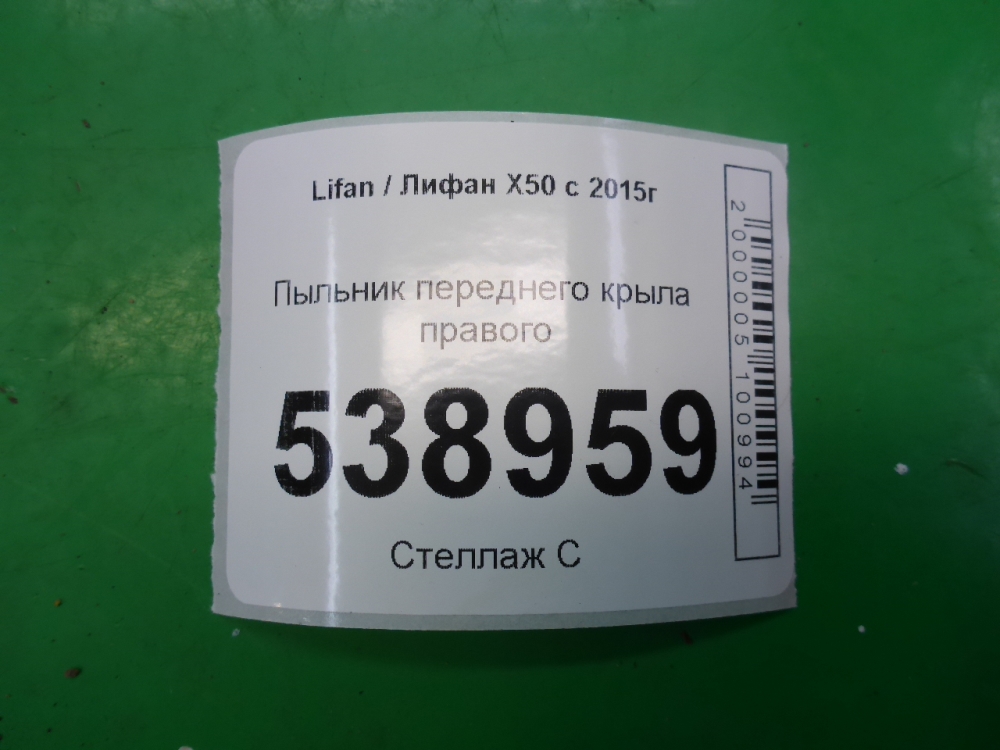 Lifan / Лифан X50 с 2015г
Пыльник переднего крыла
правого
538959
Стеллаж С
2000005100994